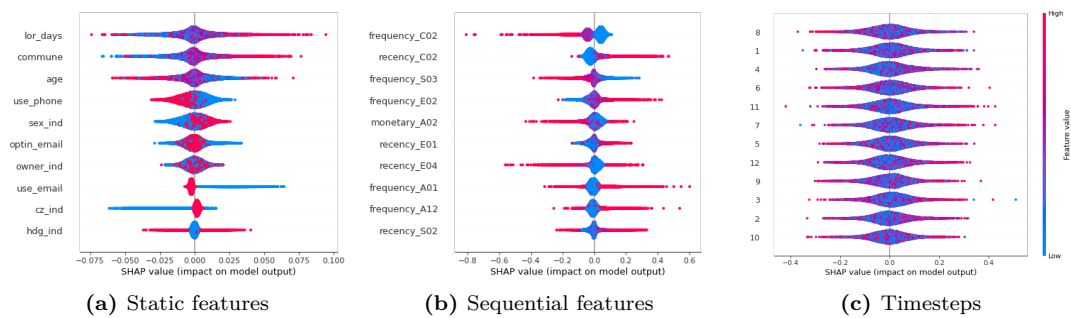 lor_days
commune
age
use_phone
sex_ind
optin_email
owner_ind
use_email
cz_ind
hdg_ind
−0.075 −0.050 −0.025 0.000 0.025 0.050 0.075 0.100
SHAP value (impact on model output)
(a) Static features
frequency_C02
recency_C02
frequency_S03
frequency_E02
monetary_A02
recency_E01
recency_E04
frequency_A01
frequency_A12
recency_S02
−0.8 −0.6 −0.4 −0.2 0.0 0.2 0.4 0.6
SHAP value (impact on model output)
(b) Sequential features
8
1
4
6
11
7
5
12
9
3
2
10
−0.4 −0.2 0.0 0.2 0.4
SHAP value (impact on model output)
(c) Timesteps
High
Feature value
Low